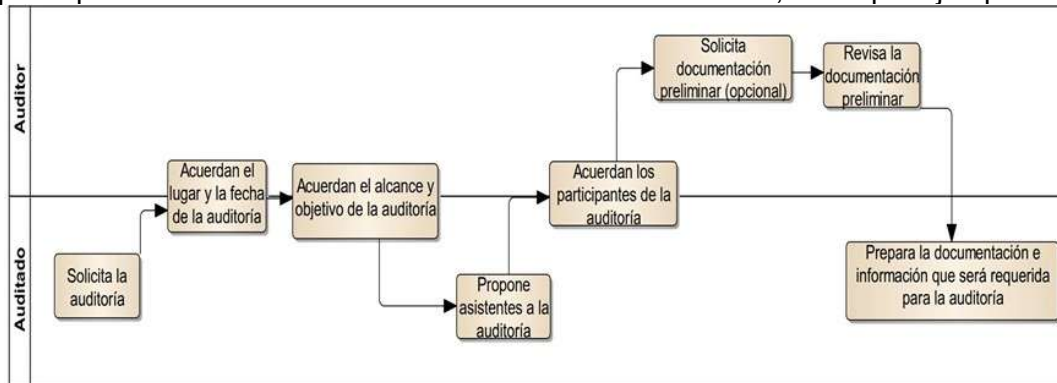 Auditor
Solicita
documentación
preliminar (opcional)
Revisa la
documentación
preliminar
Acuerdan el
lugar y la fecha
de la auditoría
Acuerdan el alcance y
objetivo de la auditoría
Acuerdan los
participantes de la
auditoría
Auditado
Solicita la
auditoría
Propone
asistentes a la
auditoría
Prepara la documentación e
información que será requerida
para la auditoría